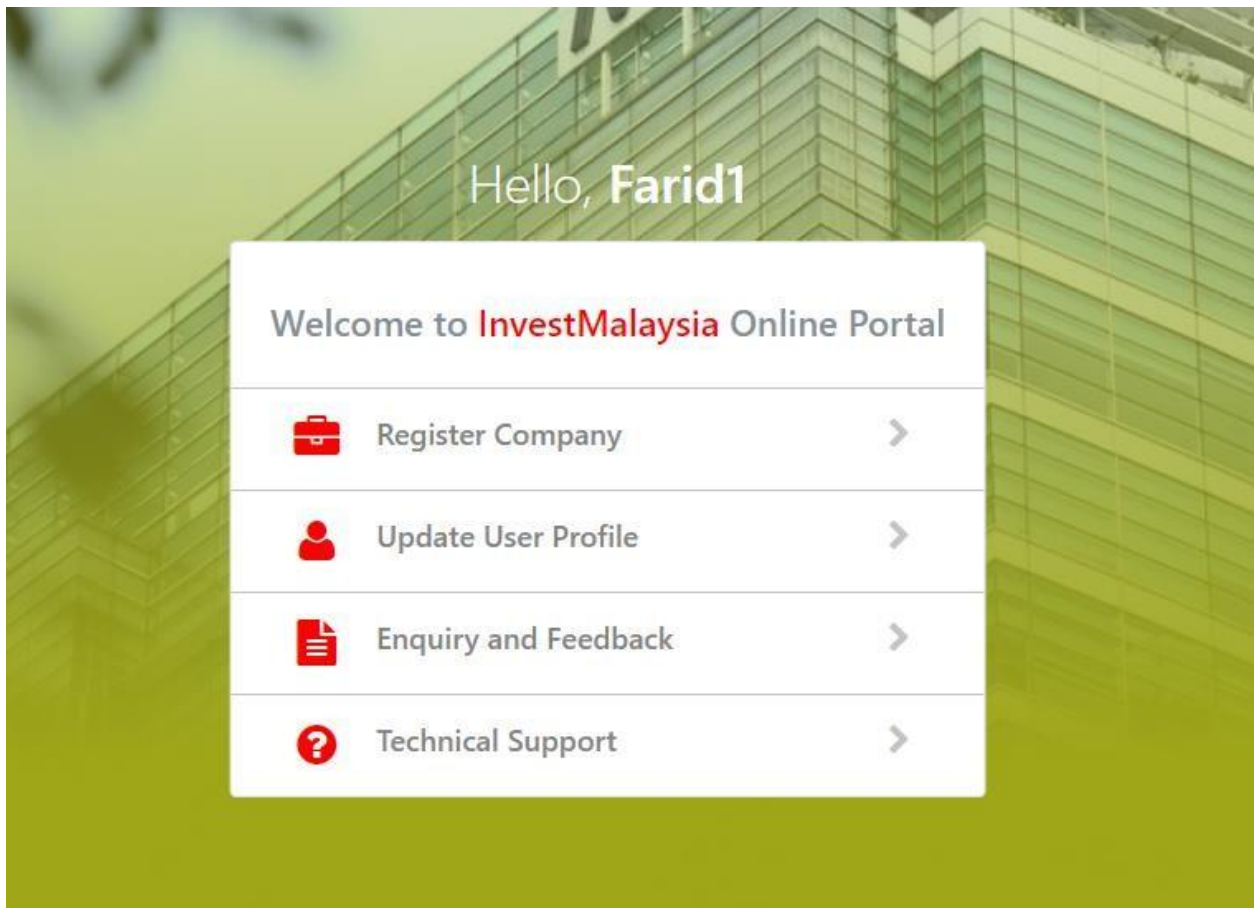 Hello, Farid1
Welcome to InvestMalaysia Online Portal
Register Company
Update User Profile
Enquiry and Feedback
Technical Support